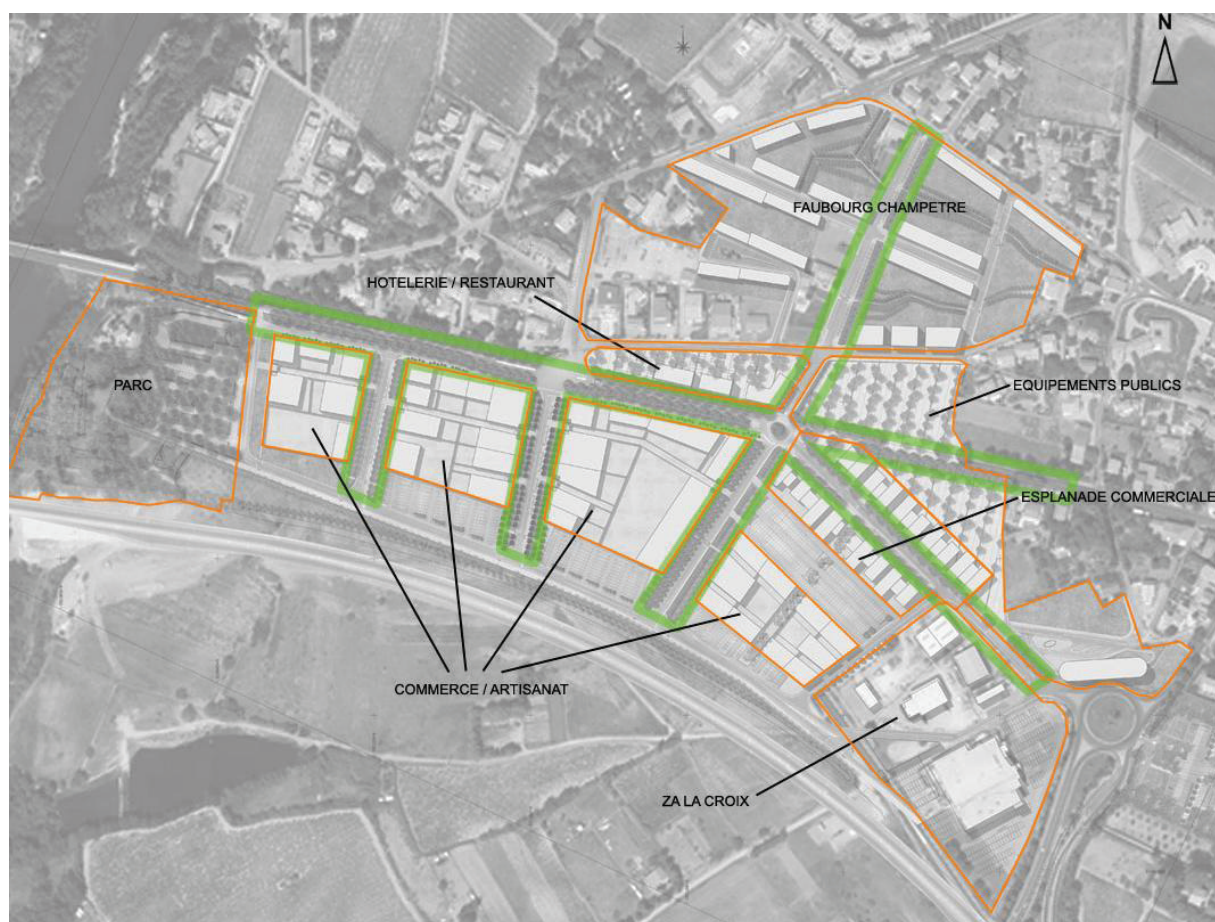 N
FAUBOURG CHAMPETRE
HOTELERIE / RESTAURANT
PARC
EQUIPEMENTS PUBLICS
ESPLANADE COMMERCIALE
COMMERCE / ARTISANAT
ZA LA CROIX